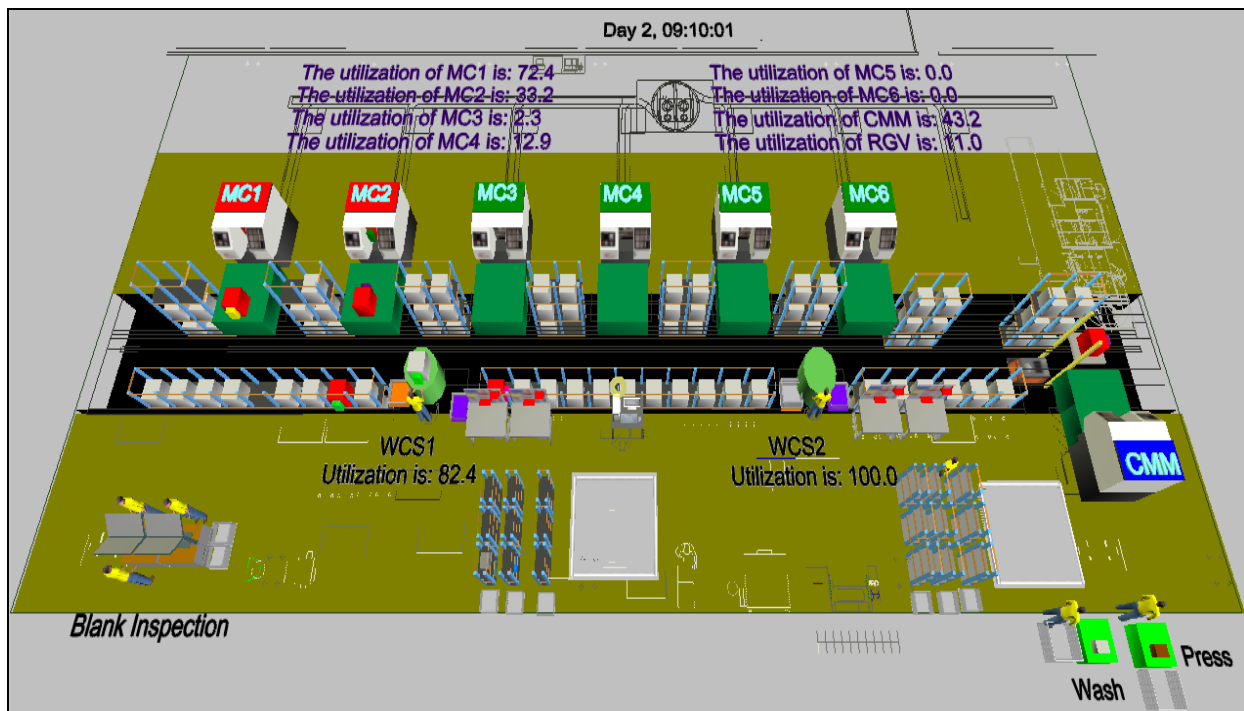 Day 2, 09:10:01
The utilization of MC1 is: 72.4
The utilization of MC2 is: 33.2
The utilization of MC3 is: 2.3
The utilization of MC4 is: 12.9
The utilization of MC5 is: 0.0
The utilization of MC6 is: 0.0
The utilization of CMM is: 43.2
The utilization of RGV is: 11.0
MC1
MC2
MC3
MC4
MC5
MC6
WCS1
Utilization is: 82.4
WCS2
Utilization is: 100.0
CMM
Blank Inspection
Wash
Press